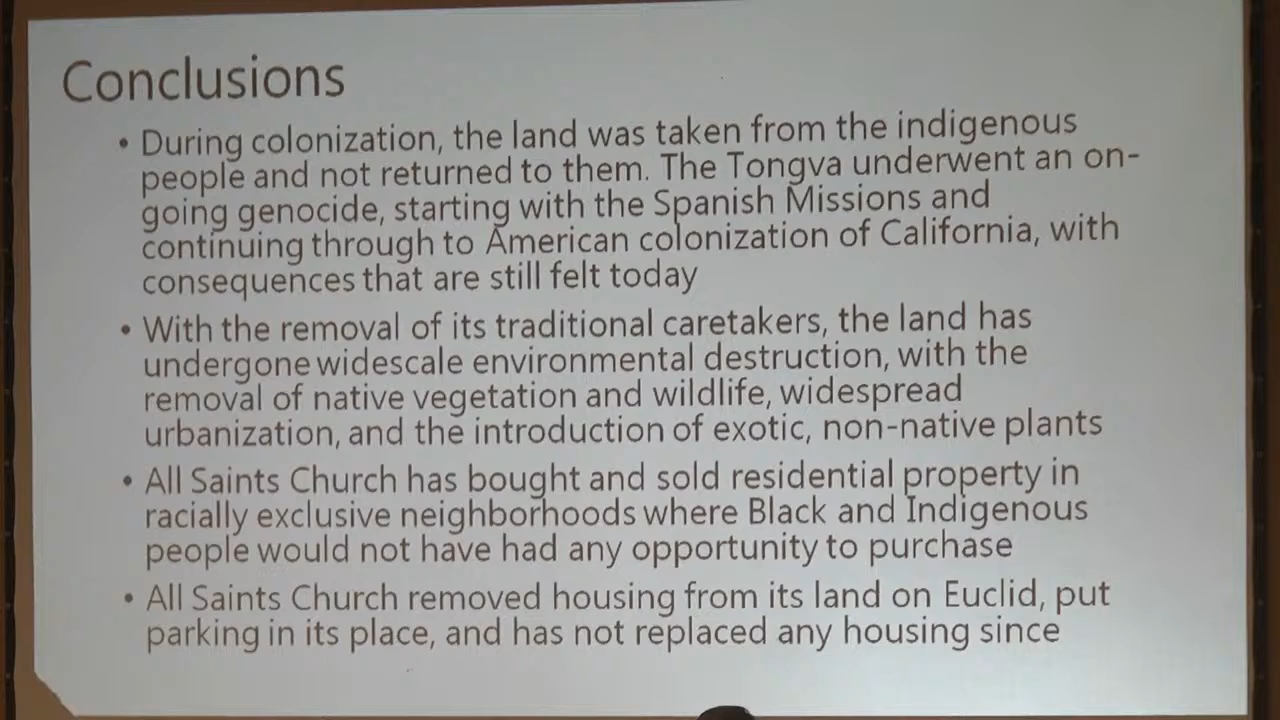 Conclusions
• During colonization, the land was taken from the indigenous
people and not returned to them. The Tongva underwent an on-
going genocide, starting with the Spanish Missions and
continuing through to American colonization of California, with
consequences that are still felt today
• With the removal of its traditional caretakers, the land has
undergone widescale environmental destruction, with the
removal of native vegetation and wildlife, widespread
urbanization, and the introduction of exotic, non-native plants
• All Saints Church has bought and sold residential property in
racially exclusive neighborhoods where Black and Indigenous
people would not have had any opportunity to purchase
• All Saints Church removed housing from its land on Euclid, put
parking in its place, and has not replaced any housing since